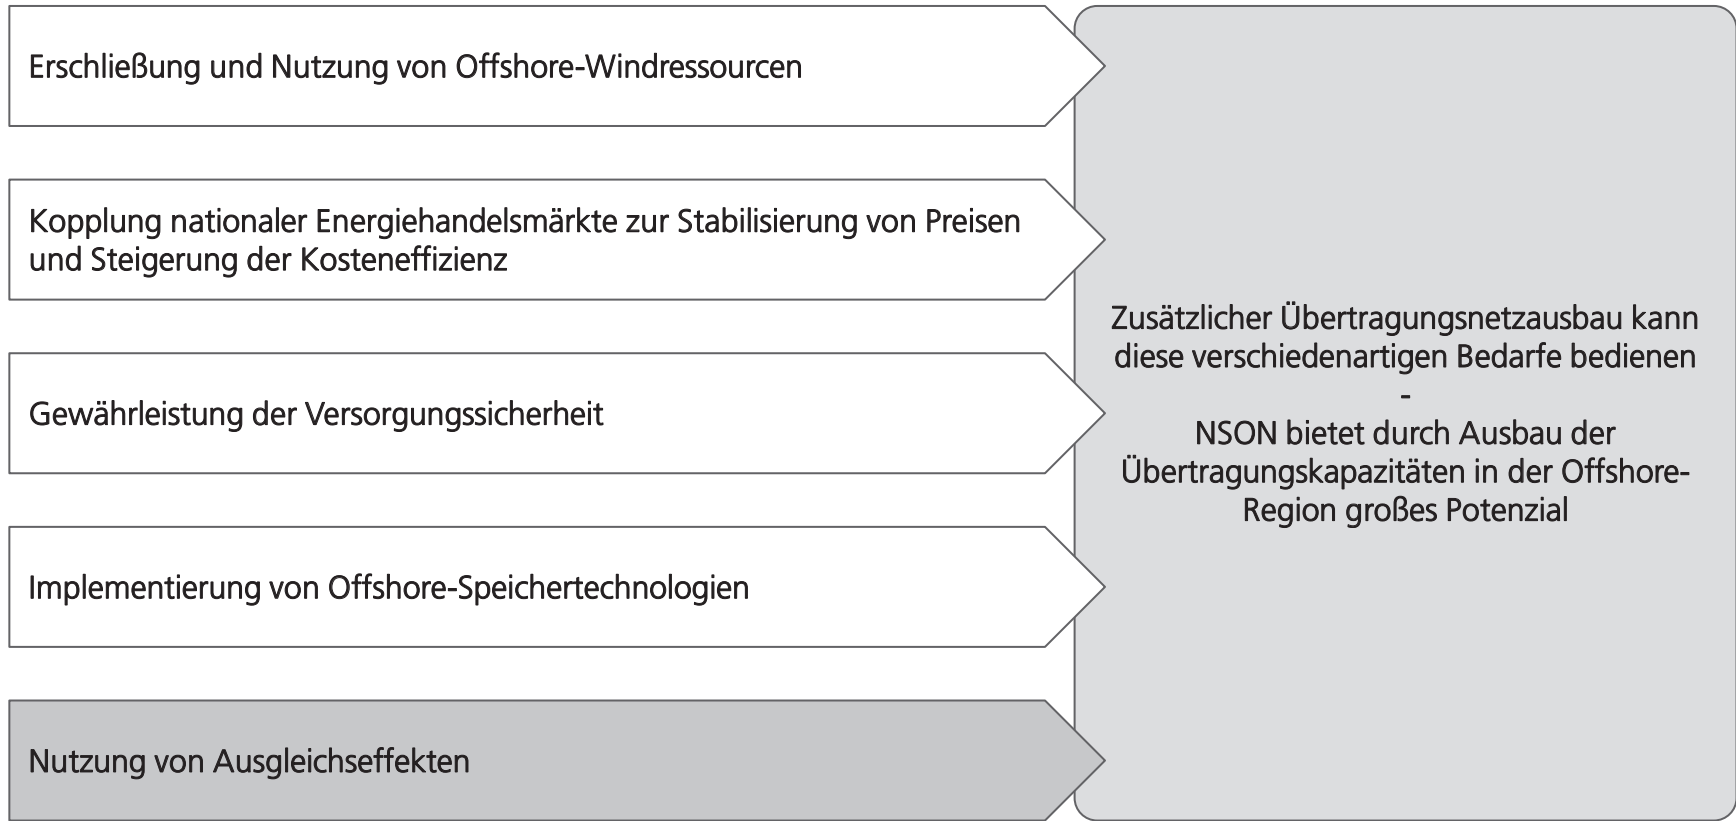 Erschließung und Nutzung von Offshore-Windressourcen
Kopplung nationaler Energiehandelsmärkte zur Stabilisierung von Preisen
und Steigerung der Kosteneffizienz
Gewährleistung der Versorgungssicherheit
Implementierung von Offshore-Speichertechnologien
Nutzung von Ausgleichseffekten
Zusätzlicher Übertragungsnetzausbau kann
diese verschiedenartigen Bedarfe bedienen
-
NSON bietet durch Ausbau der
Übertragungskapazitäten in der Offshore-
Region großes Potenzial